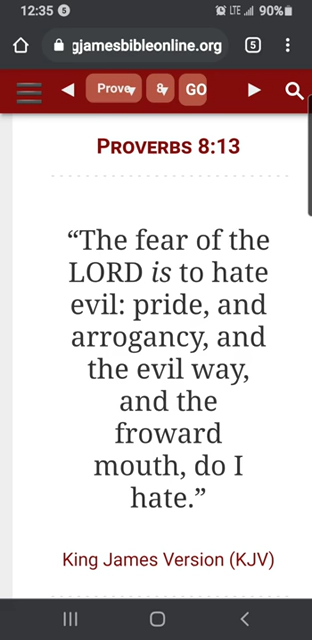 12:35 5 LTE 90%
gjamesbibleonline.org 5
Prove 8 GO
PROVERBS 8:13
“The fear of the
LORD is to hate
evil: pride, and
arrogancy, and
the evil way,
and the
froward
mouth, do I
hate.”
King James Version (KJV)